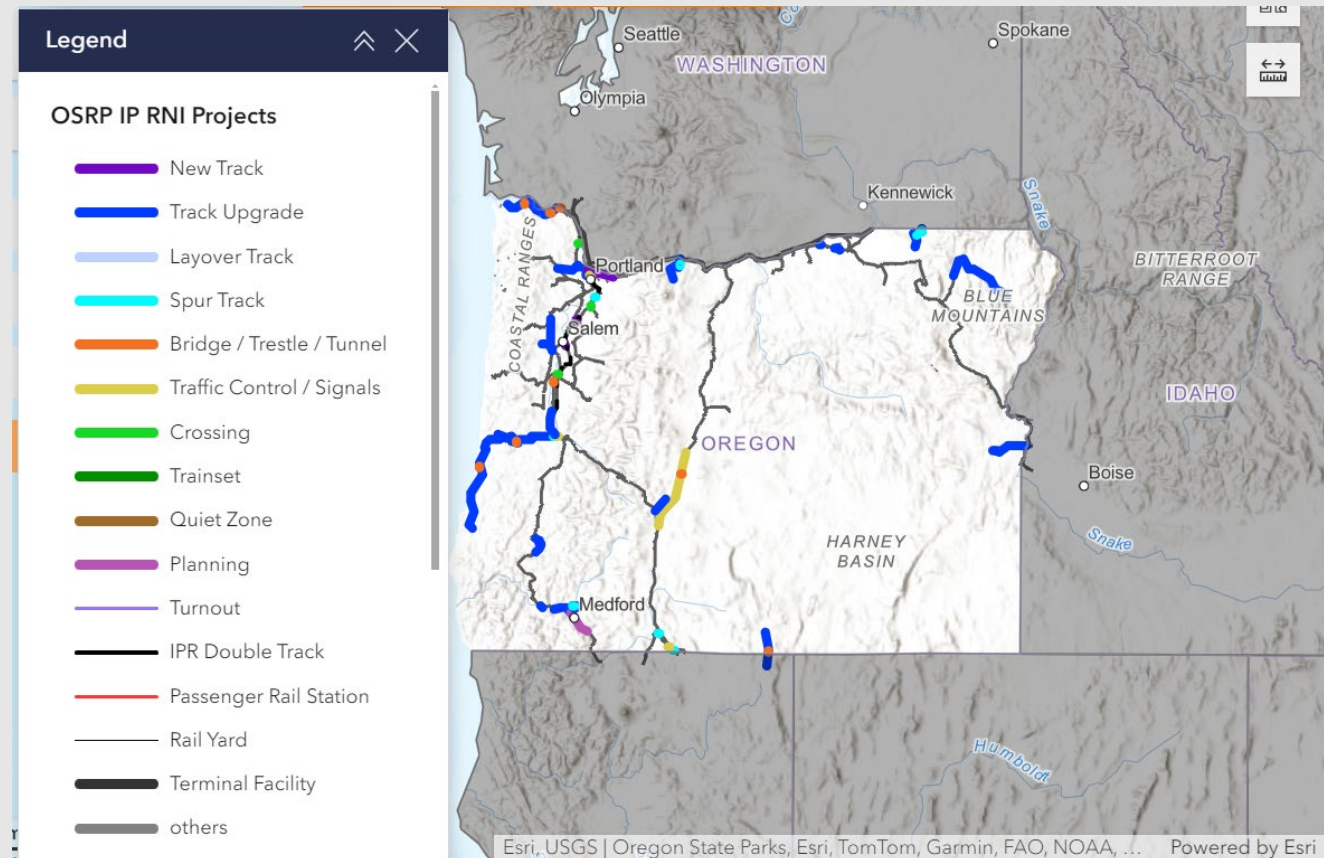 Legend
OSRP IP RNI Projects
New Track
Track Upgrade
Layover Track
Spur Track
Bridge / Trestle / Tunnel
Traffic Control / Signals
Crossing
Trainset
Quiet Zone
Planning
Turnout
IPR Double Track
Passenger Rail Station
Rail Yard
Terminal Facility
others
Seattle
Spokane
WASHINGTON
Olympia
Kennewick
Snake
COASTAL RANGES
Portland
BITTERROOT
RANGE
BLUE
MOUNTAINS
Salem
IDAHO
OREGON
Boise
Snake
HARNEY
BASIN
Medford
Humboldt
Esri, USGS | Oregon State Parks, Esri, TomTom, Garmin, FAO, NOAA, ... Powered by Esri